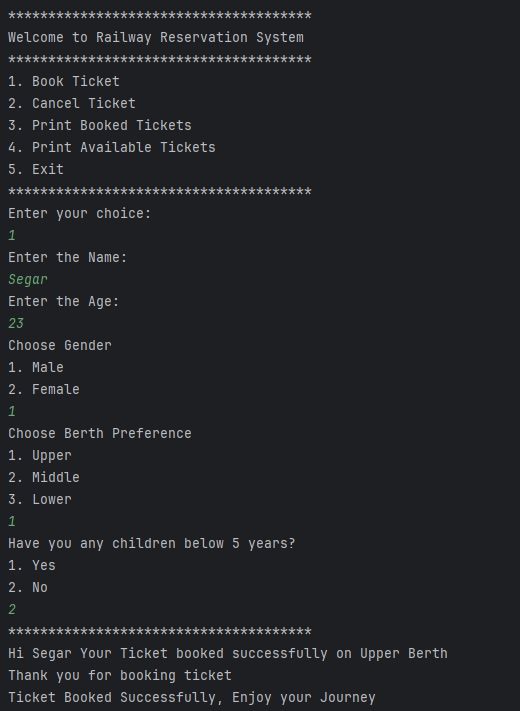 **************************************
Welcome to Railway Reservation System
**************************************
1. Book Ticket
2. Cancel Ticket
3. Print Booked Tickets
4. Print Available Tickets
5. Exit
**************************************
Enter your choice:
1
Enter the Name:
Segar
Enter the Age:
23
Choose Gender
1. Male
2. Female
1
Choose Berth Preference
1. Upper
2. Middle
3. Lower
1
Have you any children below 5 years?
1. Yes
2. No
2
**************************************
Hi Segar Your Ticket booked successfully on Upper Berth
Thank you for booking ticket
Ticket Booked Successfully, Enjoy your Journey